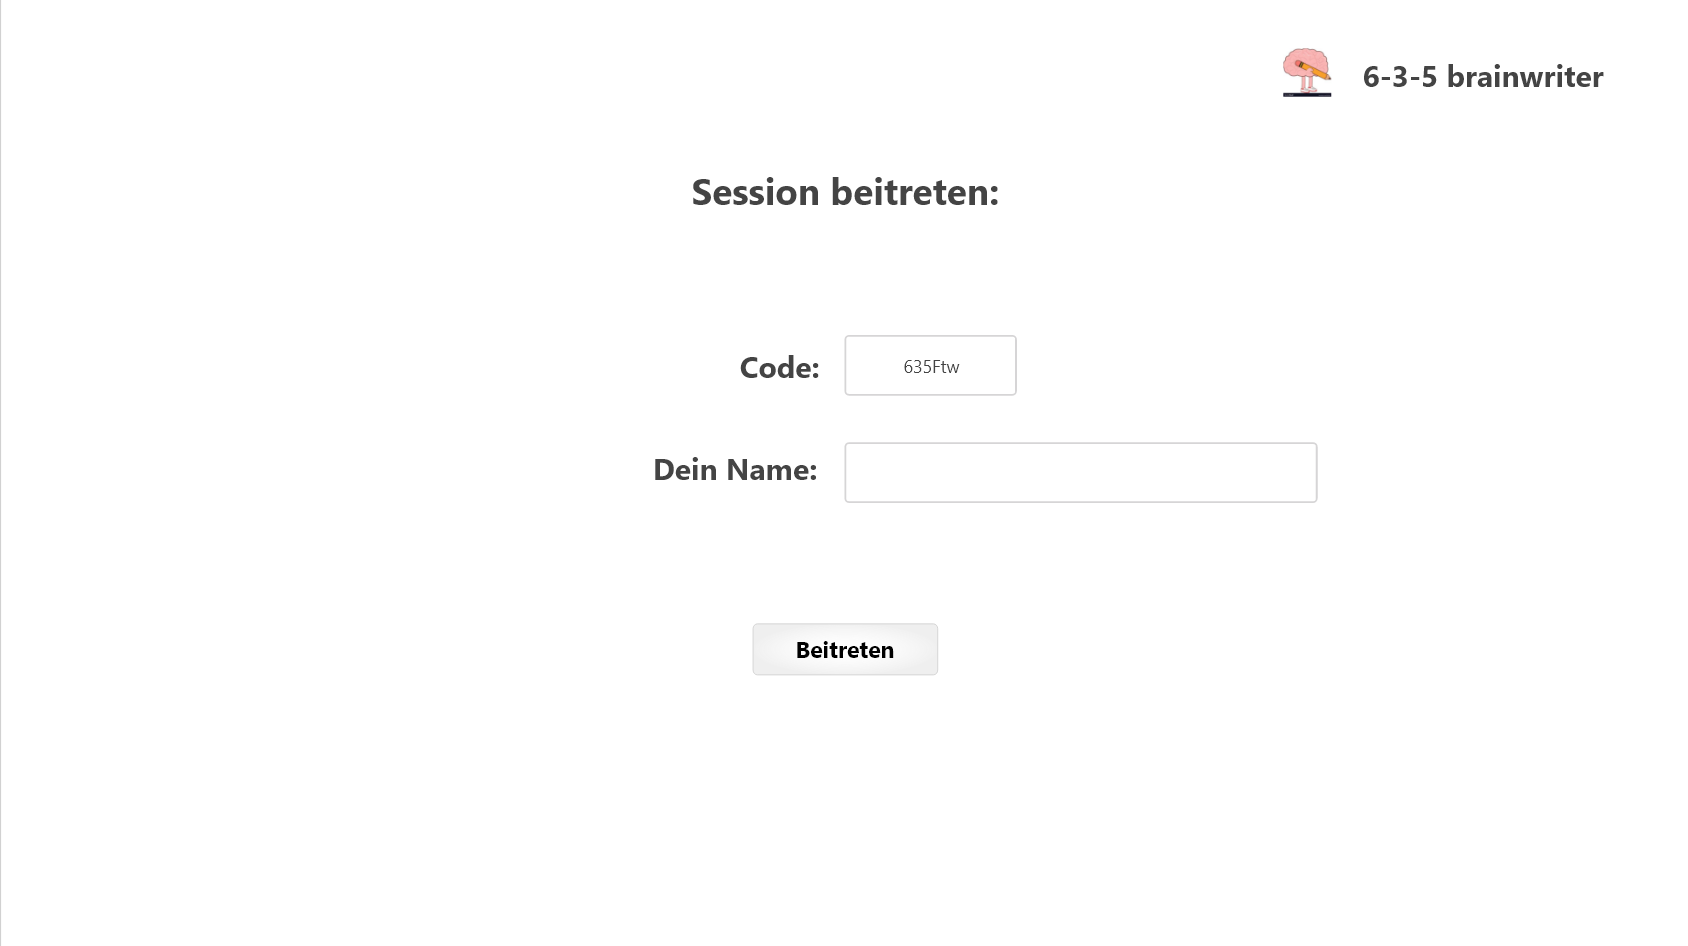 6-3-5 brainwriter
Session beitreten:
Code: 635Ftw
Dein Name:
Beitreten